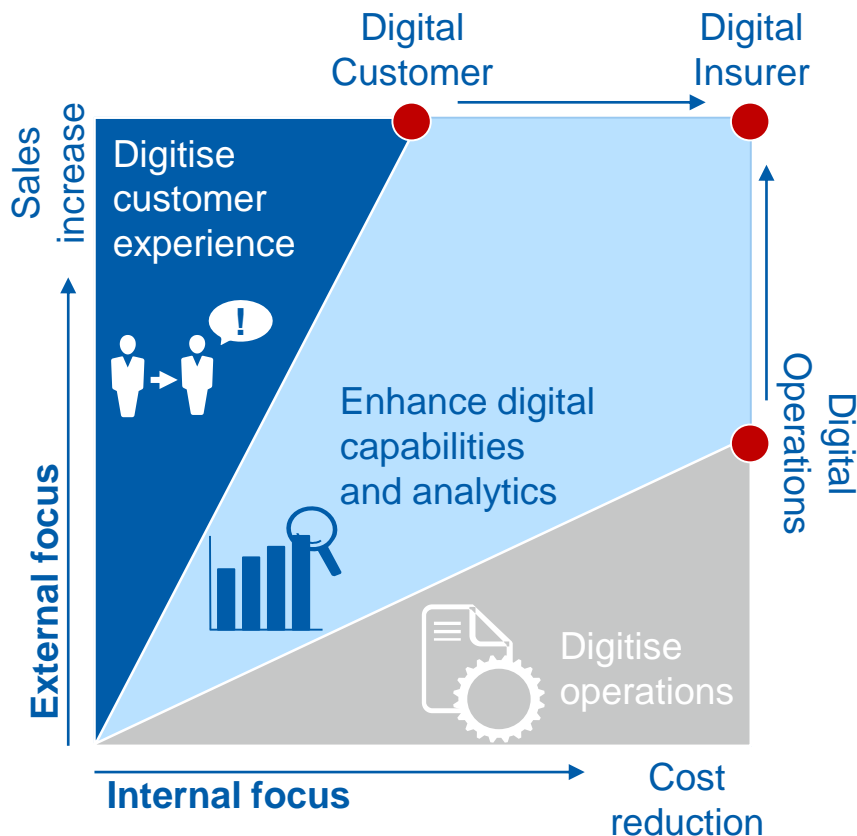 Digital
Customer
Digital
Insurer
Sales
increase
Digitise
customer
experience
!
Enhance digital
capabilities
and analytics
Digital
Operations
External focus
Digitise
operations
Internal focus
Cost
reduction